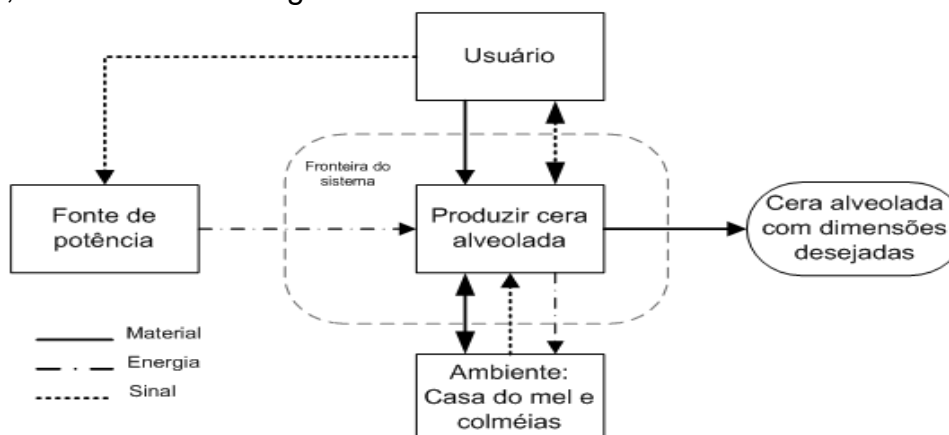 Usuário
Fronteira do
sistema
Fonte de
potência
Produzir cera
alveolada
Cera alveolada
com dimensões
desejadas
Material
Energia
Sinal
Ambiente:
Casa do mel e
colméias